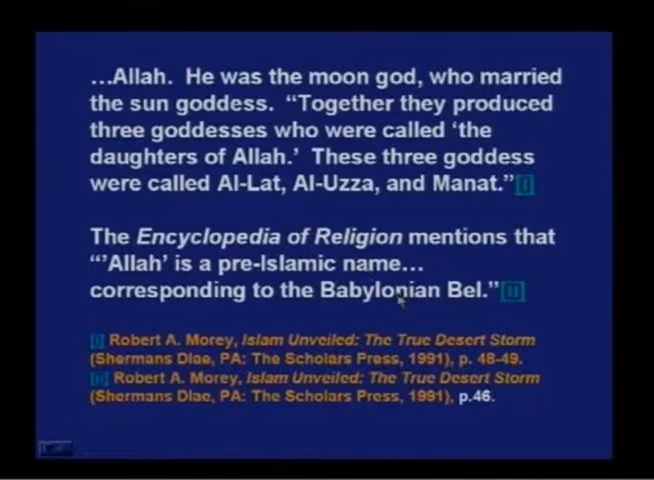 …Allah. He was the moon god, who married
the sun goddess. “Together they produced
three goddesses who were called ‘the
daughters of Allah.’ These three goddess
were called Al-Lat, Al-Uzza, and Manat.”[i]
The Encyclopedia of Religion mentions that
“’Allah’ is a pre-Islamic name…
corresponding to the Babylonian Bel.”[ii]
[i] Robert A. Morey, Islam Unveiled: The True Desert Storm
(Shermans Dlae, PA: The Scholars Press, 1991), p. 48-49.
[ii] Robert A. Morey, Islam Unveiled: The True Desert Storm
(Shermans Dlae, PA: The Scholars Press, 1991), p.46.